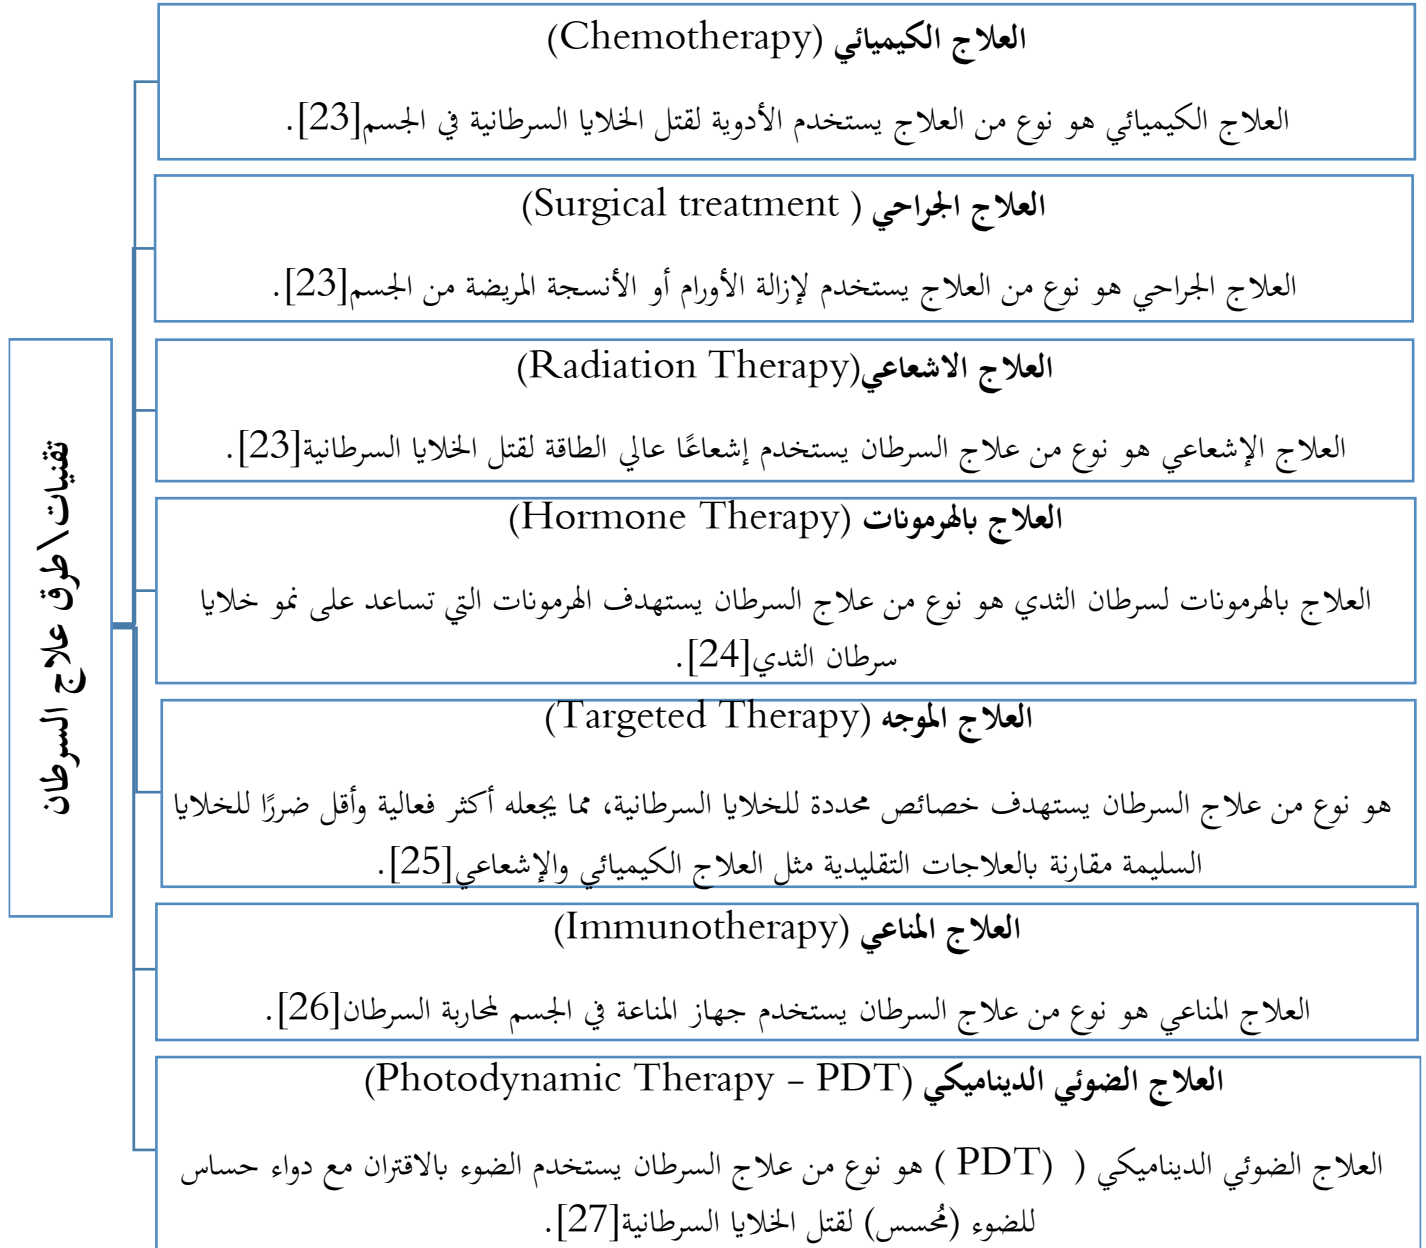 تقنيات\طرق علاج السرطان
العلاج الكيميائي (Chemotherapy)
العلاج الكيميائي هو نوع من العلاج يستخدم الأدوية لقتل الخلايا السرطانية في الجسم[23].
العلاج الجراحي ( Surgical treatment)
العلاج الجراحي هو نوع من العلاج يستخدم لإزالة الأورام أو الأنسجة المريضة من الجسم[23].
العلاج الاشعاعي(Radiation Therapy)
العلاج الإشعاعي هو نوع من علاج السرطان يستخدم إشعاعًا عالي الطاقة لقتل الخلايا السرطانية[23].
العلاج بالهرمونات (Hormone Therapy)
العلاج بالهرمونات لسرطان الثدي هو نوع من علاج السرطان يستهدف الهرمونات التي تساعد على نمو خلايا
سرطان الثدي[24].
العلاج الموجه (Targeted Therapy)
هو نوع من علاج السرطان يستهدف خصائص محددة للخلايا السرطانية، مما يجعله أكثر فعالية وأقل ضررًا للخلايا
السليمة مقارنة بالعلاجات التقليدية مثل العلاج الكيميائي والإشعاعي[25].
العلاج المناعي (Immunotherapy)
العلاج المناعي هو نوع من علاج السرطان يستخدم جهاز المناعة في الجسم لمحاربة السرطان[26].
العلاج الضوئي الديناميكي (Photodynamic Therapy – PDT)
العلاج الضوئي الديناميكي ( (PDT ) هو نوع من علاج السرطان يستخدم الضوء بالاقتران مع دواء حساس
للضوء (مُحسس) لقتل الخلايا السرطانية[27].